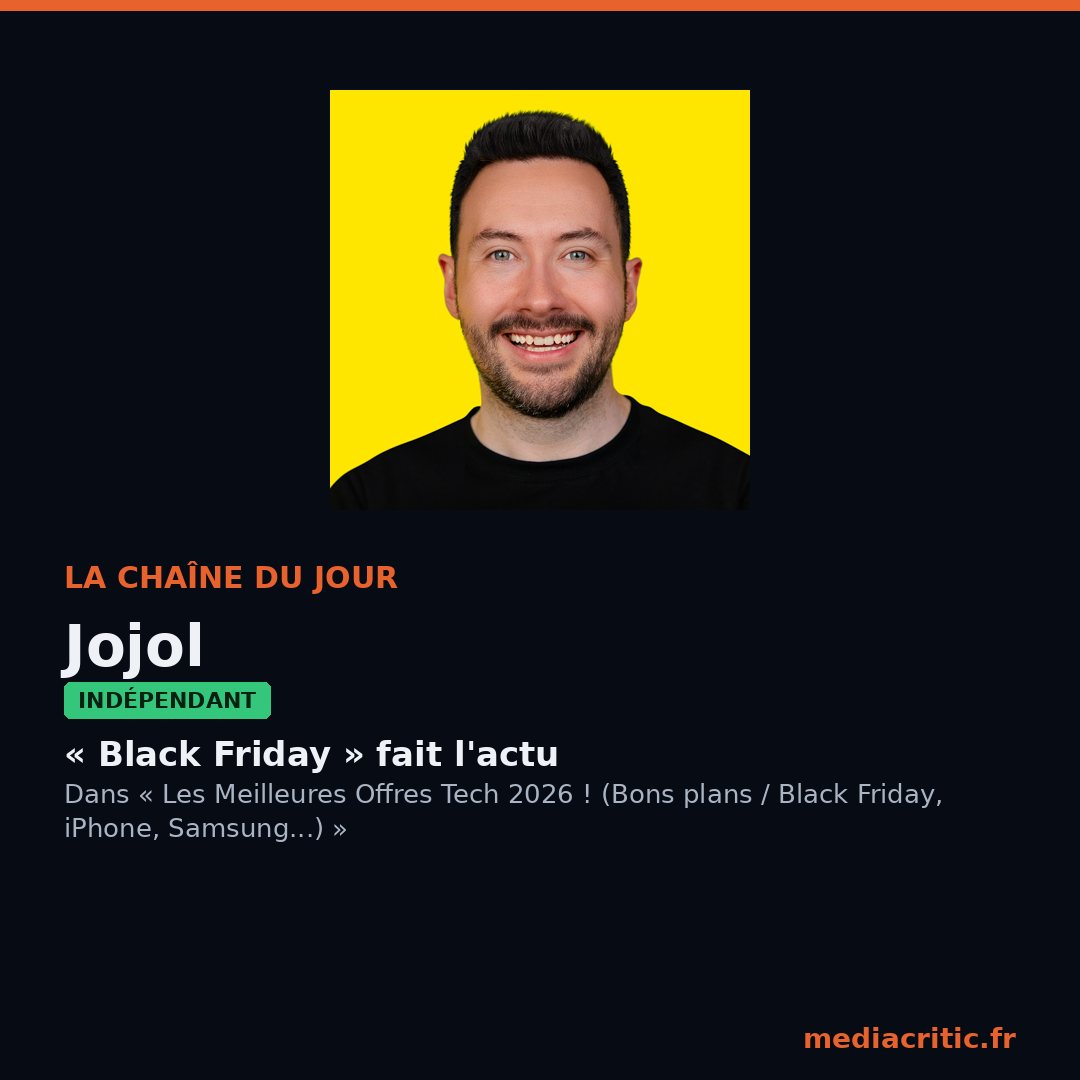 LA CHAÎNE DU JOUR
Jojol
INDÉPENDANT
« Black Friday » fait l'actu
Dans « Les Meilleures Offres Tech 2026 ! (Bons plans / Black Friday,
iPhone, Samsung...) »
mediacritic.fr